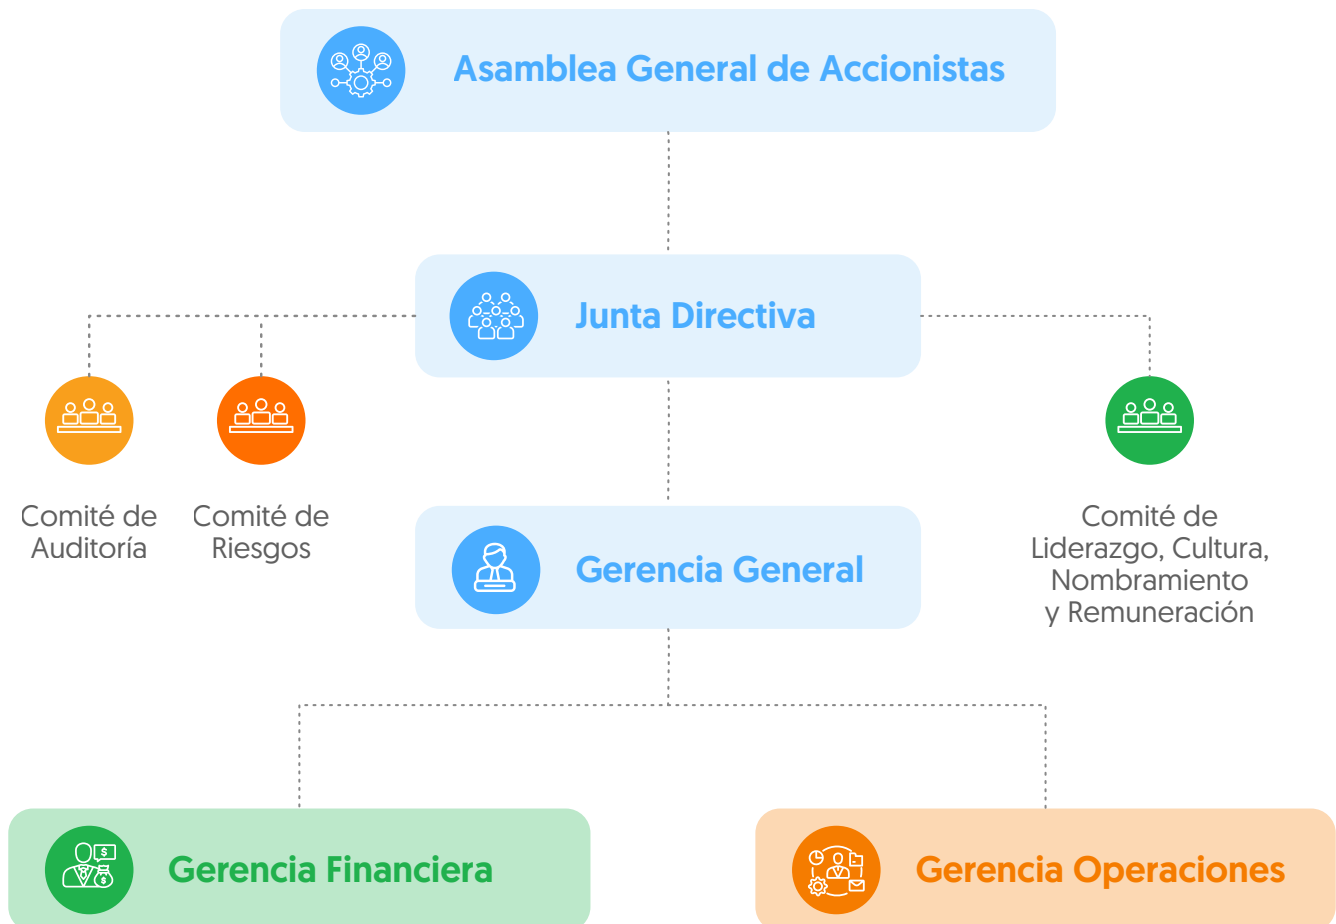 Asamblea General de Accionistas
Junta Directiva
Comité de
Auditoría
Comité de
Riesgos
Comité de
Liderazgo, Cultura,
Nombramiento
y Remuneración
Gerencia General
Gerencia Financiera
Gerencia Operaciones